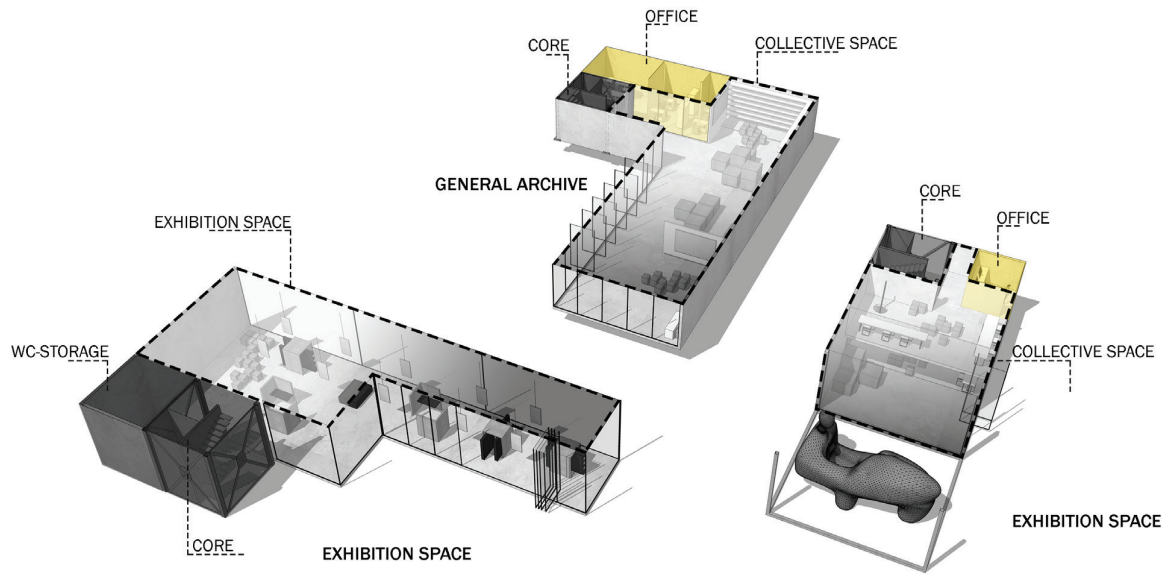 OFFICE
CORE
COLLECTIVE SPACE
GENERAL ARCHIVE
CORE
OFFICE
EXHIBITION SPACE
WC-STORAGE
COLLECTIVE SPACE
CORE
EXHIBITION SPACE
EXHIBITION SPACE